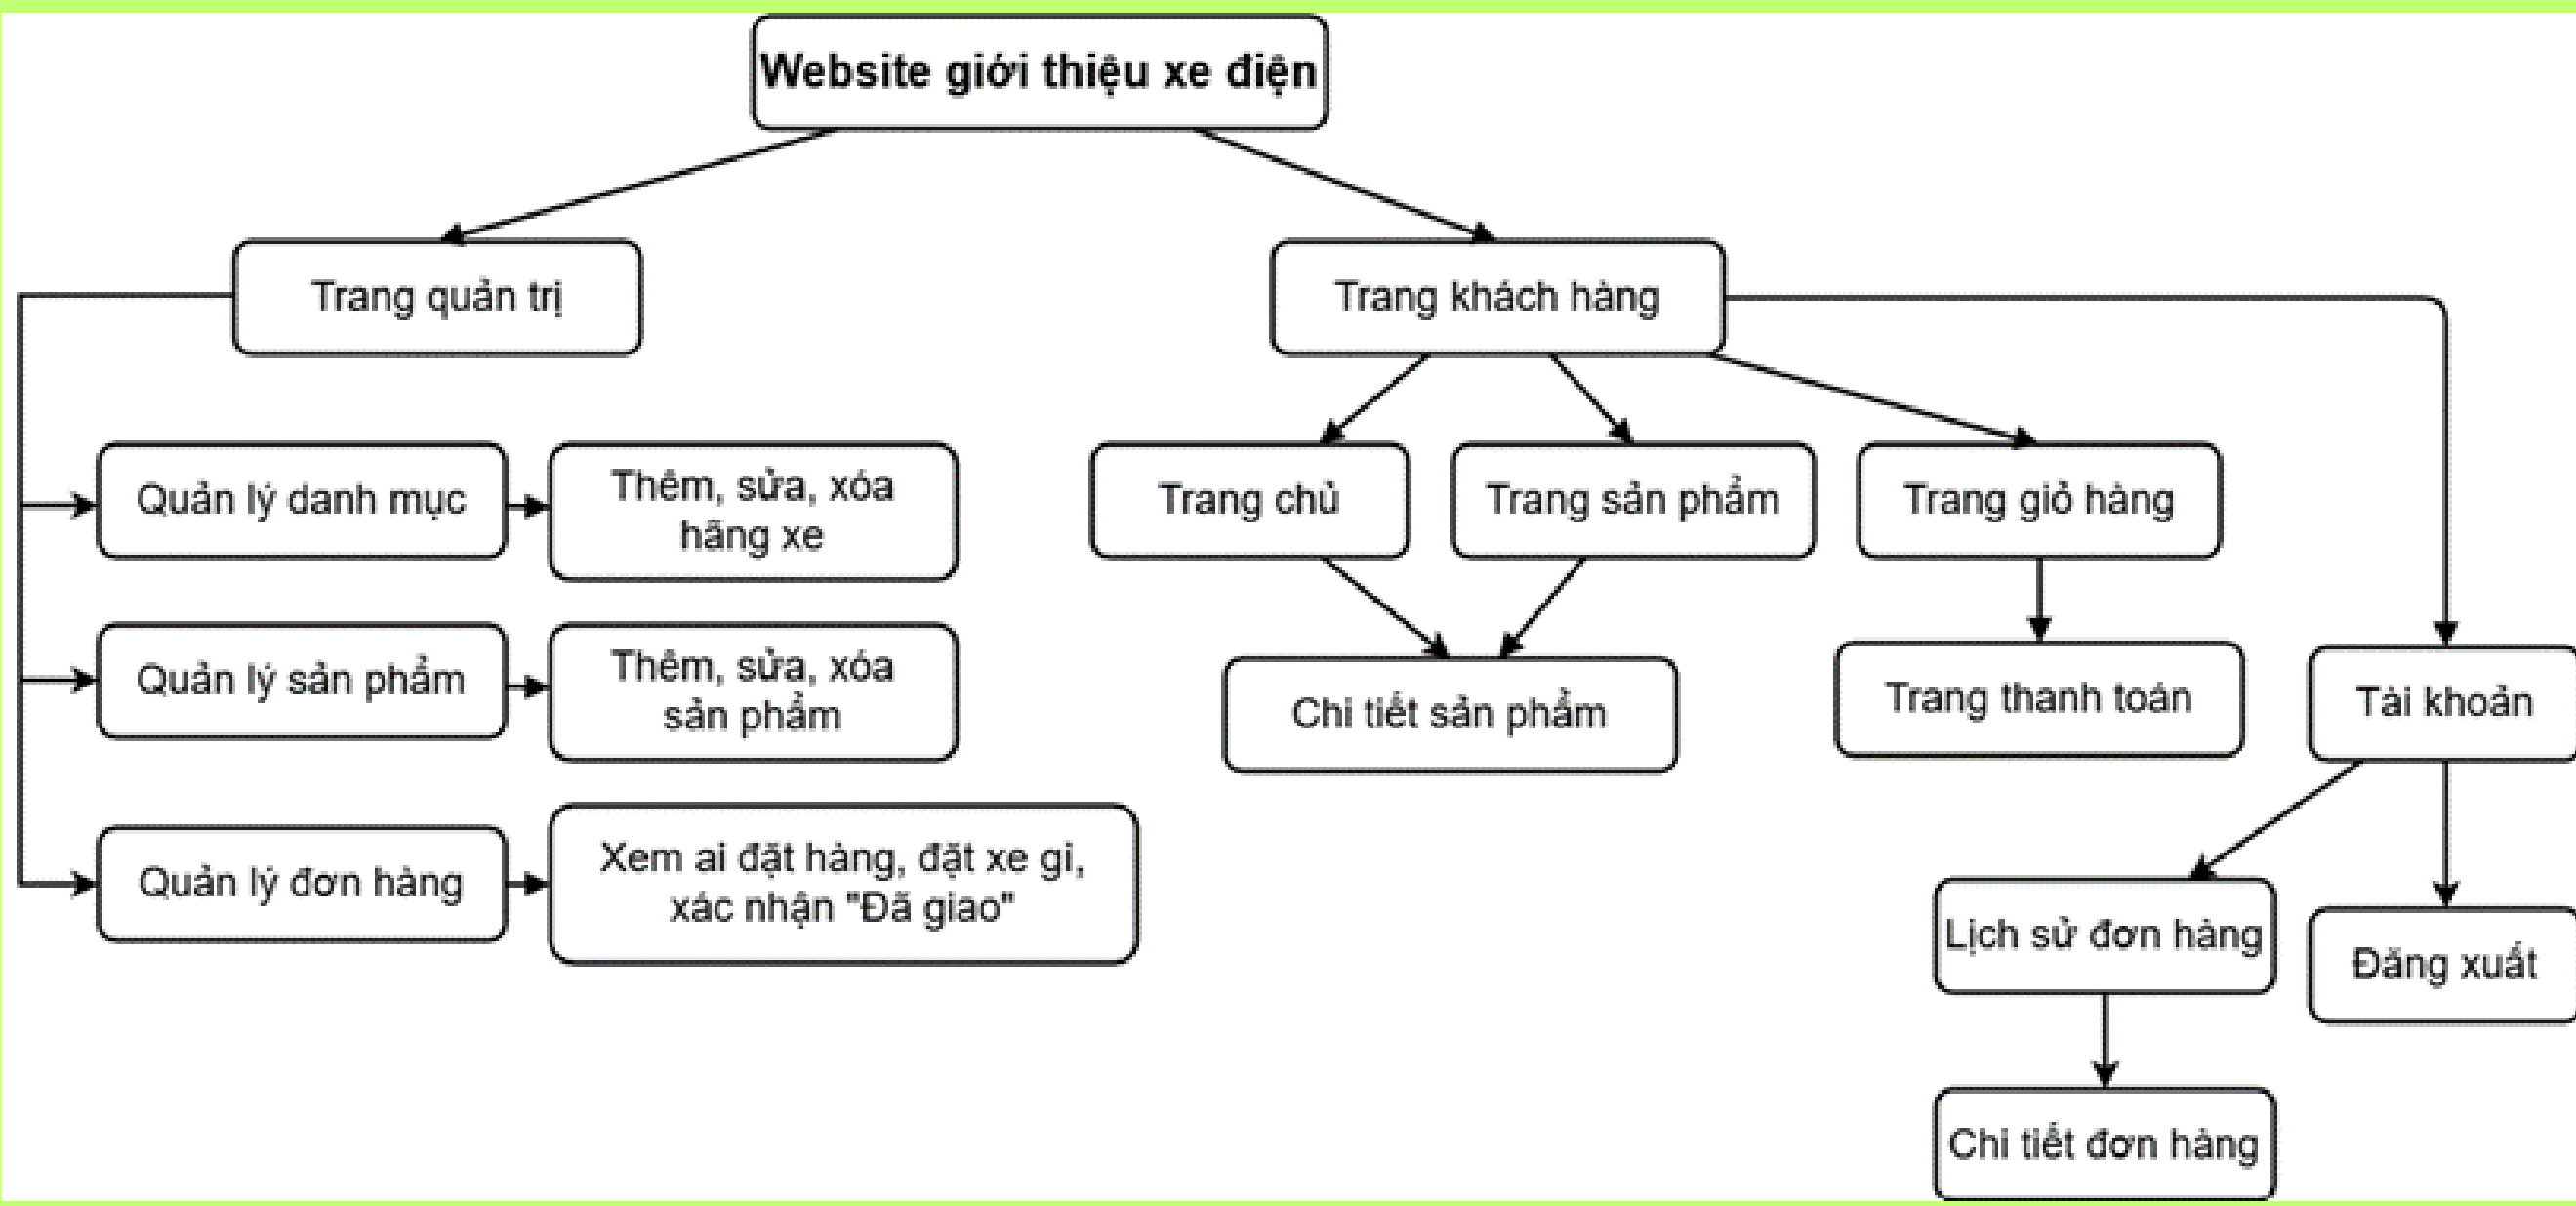 Website giới thiệu xe điện
Trang quản trị
Trang khách hàng
Quản lý danh mục
Thêm, sửa, xóa
hãng xe
Quản lý sản phẩm
Thêm, sửa, xóa
sản phẩm
Quản lý đơn hàng
Xem ai đặt hàng, đặt xe gì,
xác nhận "Đã giao"
Trang chủ
Trang sản phẩm
Trang giỏ hàng
Chi tiết sản phẩm
Trang thanh toán
Tài khoản
Lịch sử đơn hàng
Đăng xuất
Chi tiết đơn hàng